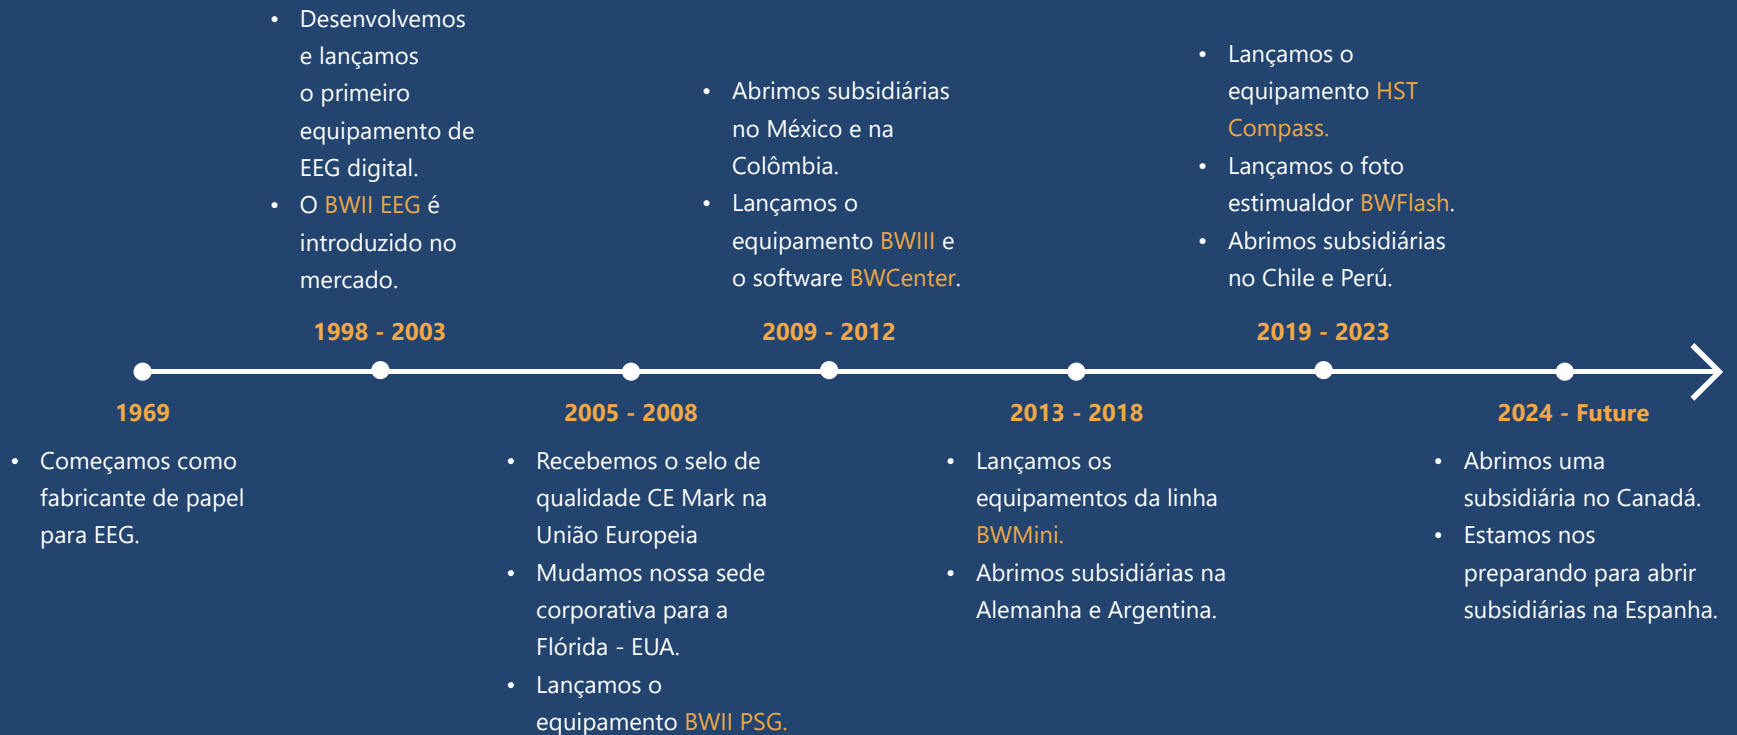 • Desenvolvemos
e lançamos
o primeiro
equipamento de
EEG digital.
• O BWII EEG é
introduzido no
mercado.
• Abrimos subsidiárias
no México e na
Colômbia.
• Lançamos o
equipamento BWIII e
o software BWCenter.
• Lançamos o
equipamento HST
Compass.
• Lançamos o foto
estimualdor BWFlash.
• Abrimos subsidiárias
no Chile e Perú.
1998 - 2003
2009 - 2012
2019 - 2023
1969
2005 - 2008
2013 - 2018
2024 - Future
• Começamos como
fabricante de papel
para EEG.
• Recebemos o selo de
qualidade CE Mark na
União Europeia
• Mudamos nossa sede
corporativa para a
Flórida - EUA.
• Lançamos o
equipamento BWII PSG.
• Lançamos os
equipamentos da linha
BWMini.
• Abrimos subsidiárias na
Alemanha e Argentina.
• Abrimos uma
subsidiária no Canadá.
• Estamos nos
preparando para abrir
subsidiárias na Espanha.